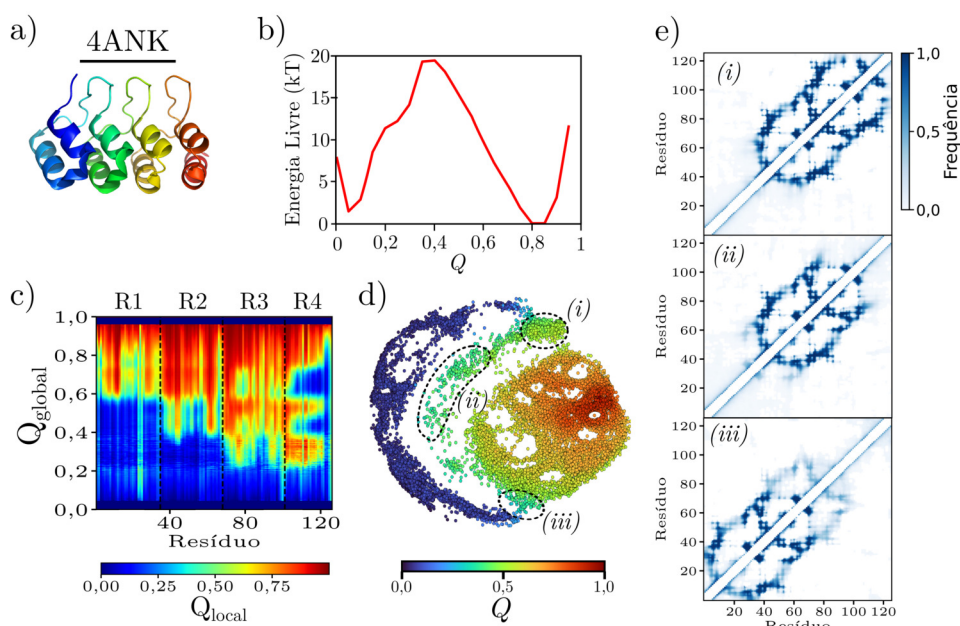 a)
4ANK
b)
Energia Livre (kT)
20
15
10
5
0
0
0,2
0,4
0,6
0,8
1
Q
c)
R1
R2
R3
R4
Q_global
1,0
0,8
0,6
0,4
0,2
0,0
40
80
120
Resíduo
0,00
0,25
0,50
0,75
Q_local
d)
(i)
(ii)
(iii)
0,0
0,5
1,0
Q
e)
(i)
Resíduo
120
100
80
60
40
20
1,0
0,5
0,0
Frequência
(ii)
Resíduo
120
100
80
60
40
20
(iii)
Resíduo
120
100
80
60
40
20
20
40
60
80
100
120
Resíduo